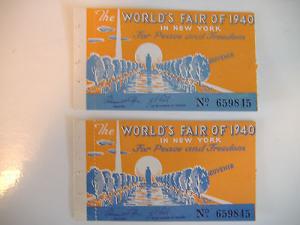 The WORLD'S FAIR OF 1940
IN NEW YORK
For Peace and Freedom
SOUVENIR
No 659845
The WORLD'S FAIR OF 1940
IN NEW YORK
For Peace and Freedom
SOUVENIR
No 659845